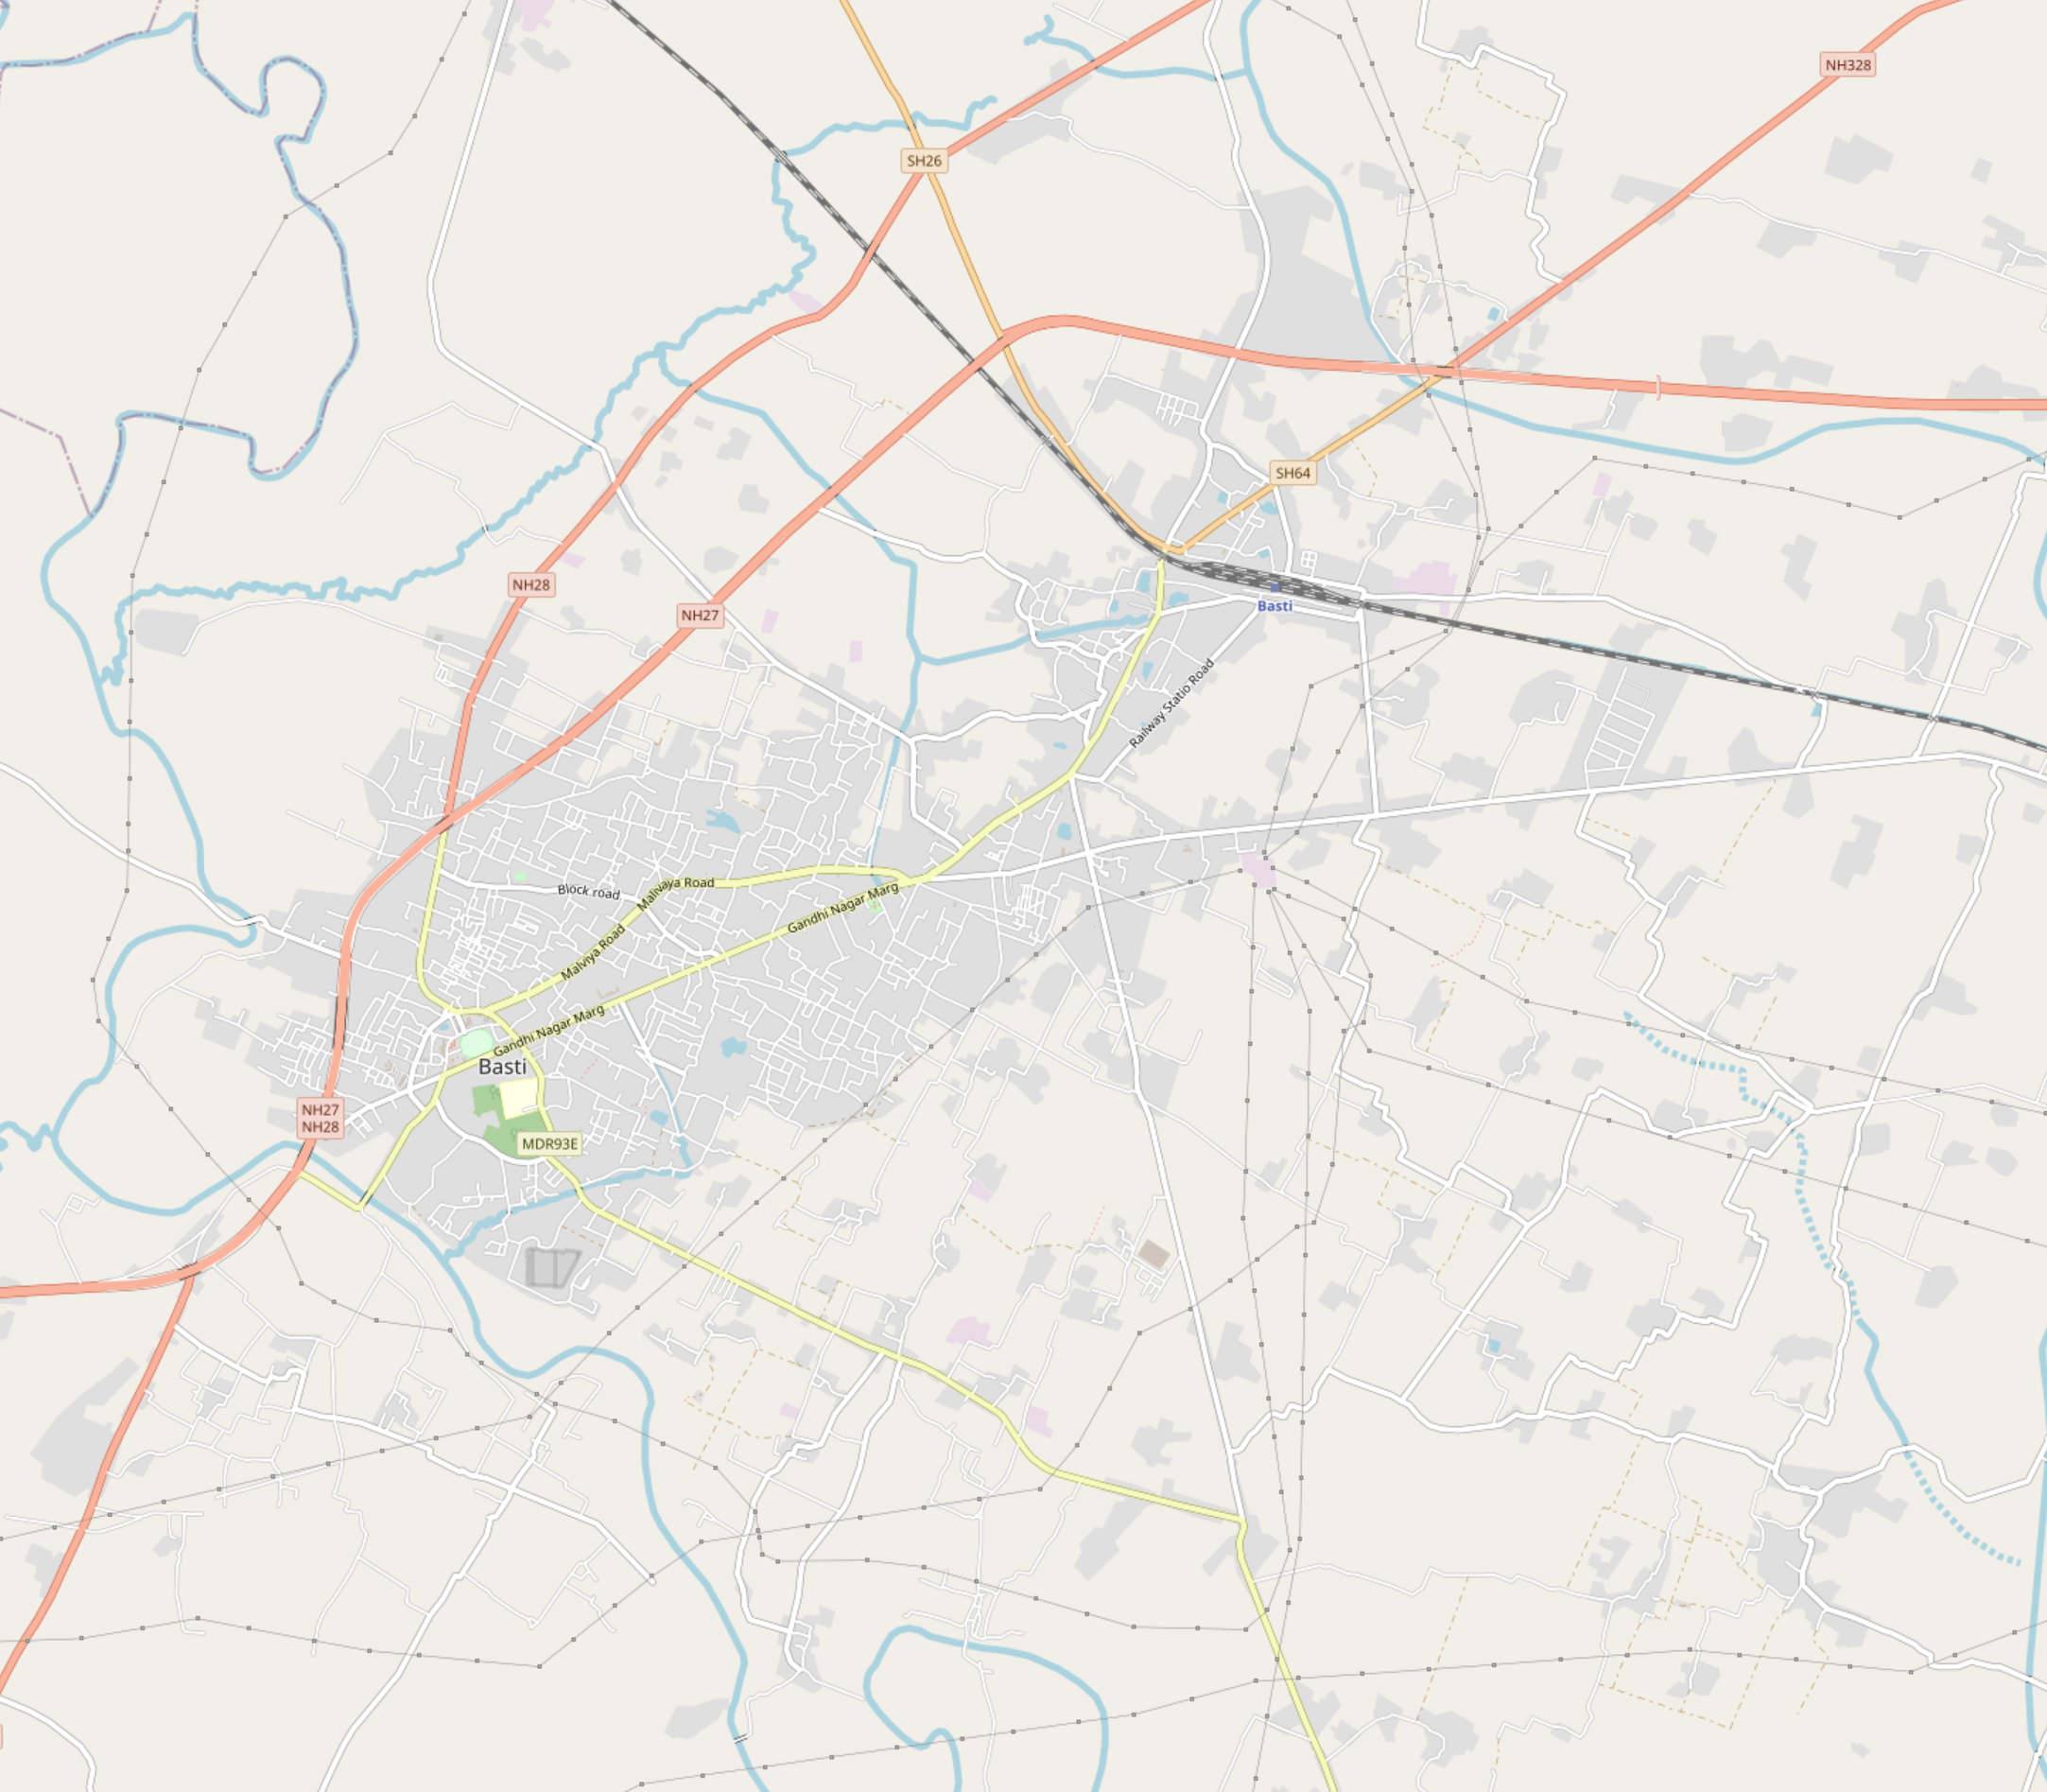 NH328
SH26
SH64
NH28
NH27
Basti
Railway Statio Road
Block road
Malivaya Road
Gandhi Nagar Marg
Malviya Road
Gandhi Nagar Marg
Basti
NH27
NH28
MDR93E